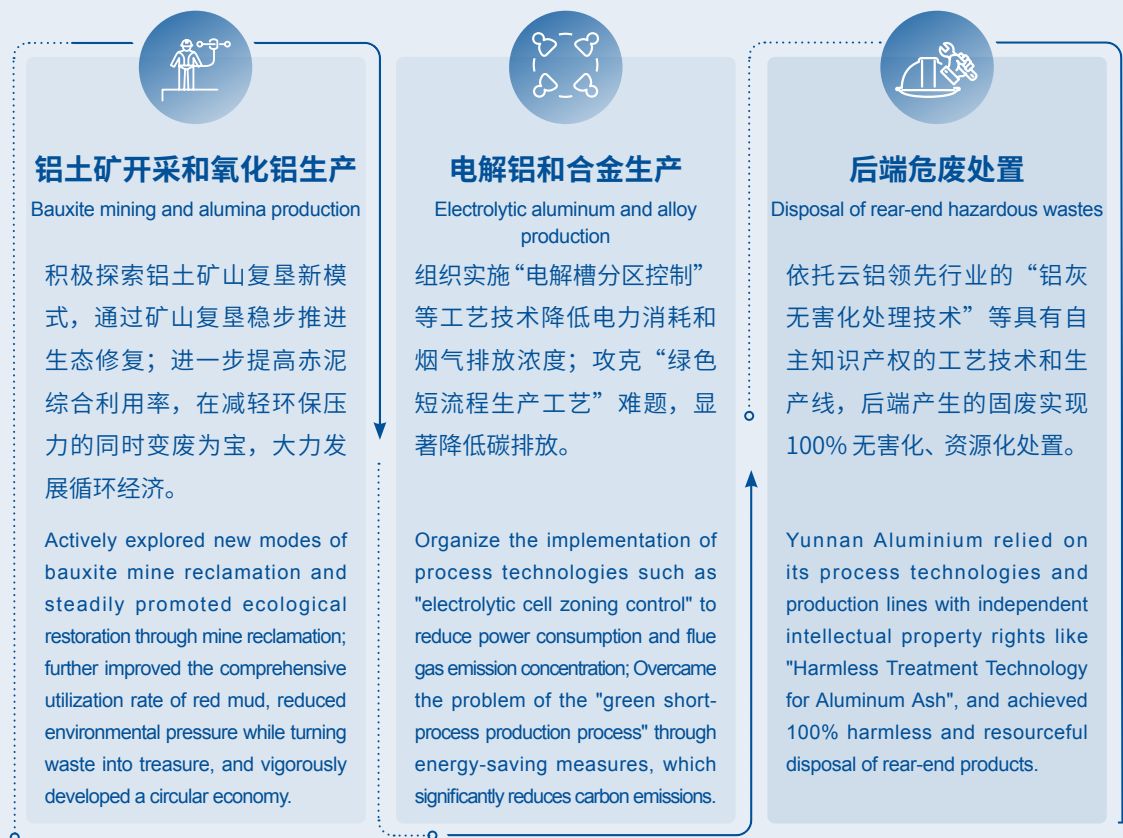 铝土矿开采和氧化铝生产
Bauxite mining and alumina production
积极探索铝土矿山复垦新模
式，通过矿山复垦稳步推进
生态修复；进一步提高赤泥
综合利用率，在减轻环保压
力的同时变废为宝，大力发
展循环经济。
Actively explored new modes of
bauxite mine reclamation and
steadily promoted ecological
restoration through mine reclamation;
further improved the comprehensive
utilization rate of red mud, reduced
environmental pressure while turning
waste into treasure, and vigorously
developed a circular economy.
电解铝和合金生产
Electrolytic aluminum and alloy
production
组织实施“电解槽分区控制”
等工艺技术降低电力消耗和
烟气排放浓度；攻克“绿色
短流程生产工艺”难题，显
著降低碳排放。
Organize the implementation of
process technologies such as
"electrolytic cell zoning control" to
reduce power consumption and flue
gas emission concentration; Overcame
the problem of the "green short-
process production process" through
energy-saving measures, which
significantly reduces carbon emissions.
后端危废处置
Disposal of rear-end hazardous wastes
依托云铝领先行业的“铝灰
无害化处理技术”等具有自
主知识产权的工艺技术和生
产线，后端产生的固废实现
100% 无害化、资源化处置。
Yunnan Aluminium relied on
its process technologies and
production lines with independent
intellectual property rights like
"Harmless Treatment Technology
for Aluminum Ash", and achieved
100% harmless and resourceful
disposal of rear-end products.